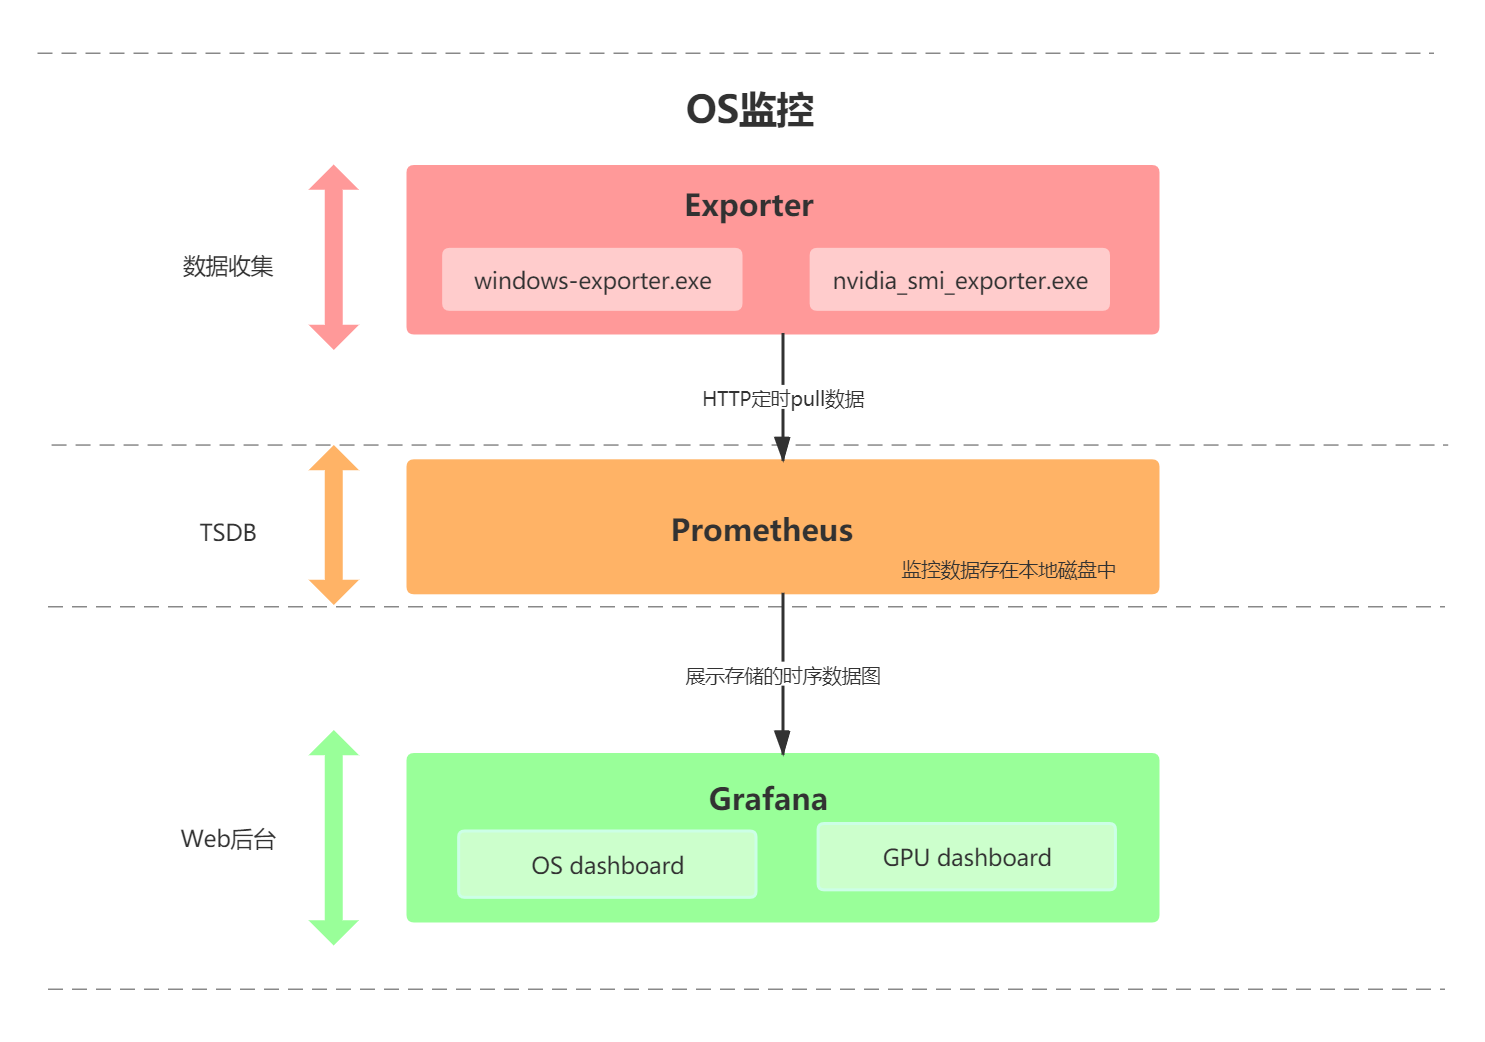 OS监控
Exporter
数据收集
windows-exporter.exe
nvidia_smi_exporter.exe
HTTP定时pull数据
TSDB
Prometheus
监控数据存在本地磁盘中
展示存储的时序数据图
Grafana
Web后台
OS dashboard
GPU dashboard